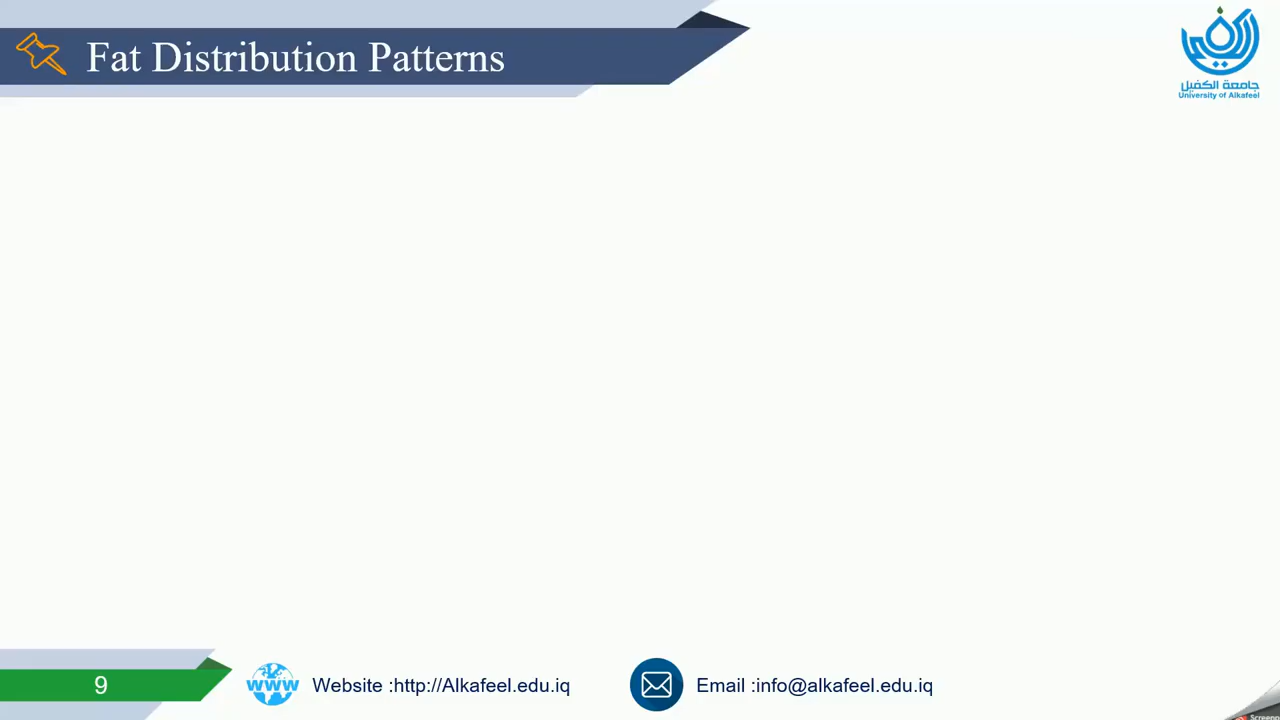 Fat Distribution Patterns
جامعة الكفيل
University of Alkafeel
9
WWW
Website :http://Alkafeel.edu.iq
Email :info@alkafeel.edu.iq